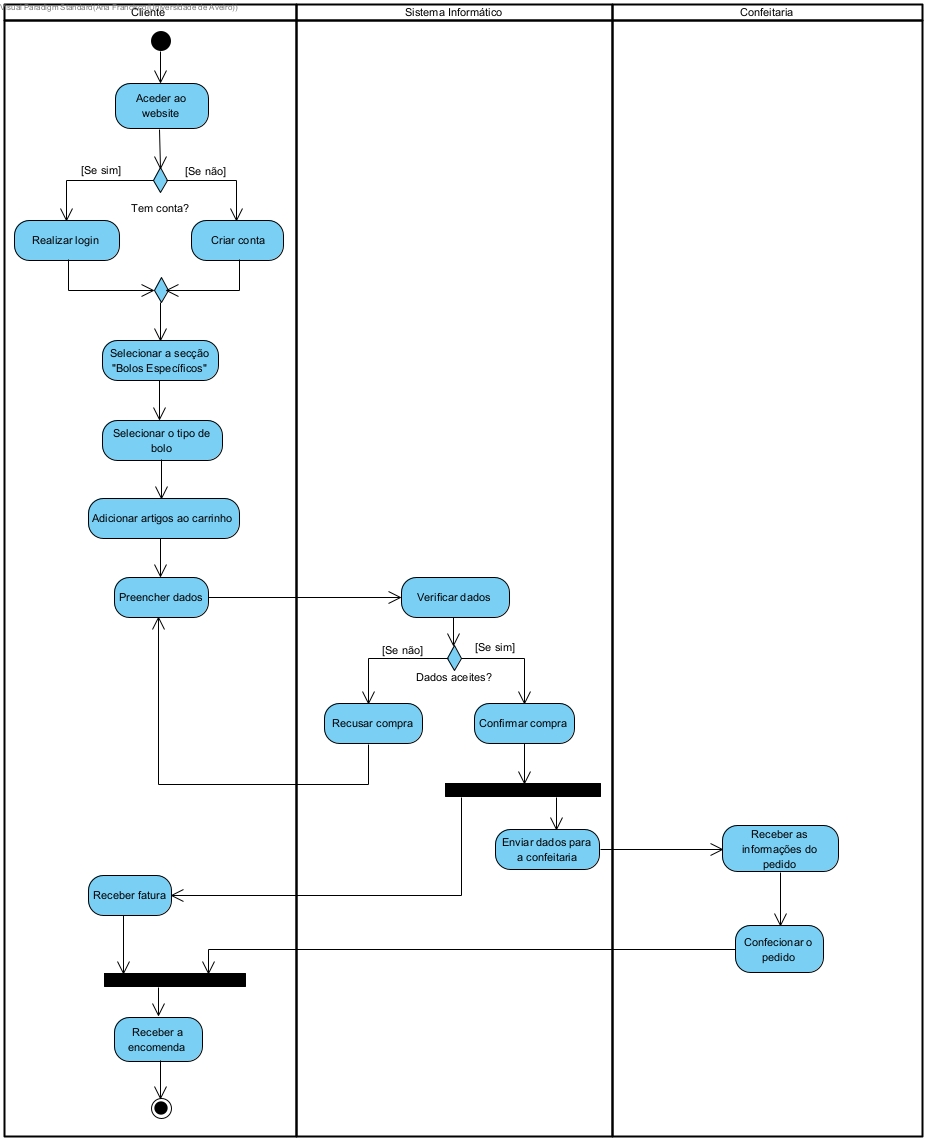 Visual Paradigm Standard(Ana Francisco(Universidade de Aveiro))
Cliente
Sistema Informático
Confeitaria
Aceder ao
website
[Se sim]
[Se não]
Tem conta?
Realizar login
Criar conta
Selecionar a secção
"Bolos Específicos"
Selecionar o tipo de
bolo
Adicionar artigos ao carrinho
Preencher dados
Verificar dados
[Se não]
[Se sim]
Dados aceites?
Recusar compra
Confirmar compra
Enviar dados para
a confeitaria
Receber as
informações do
pedido
Receber fatura
Confecionar o
pedido
Receber a
encomenda